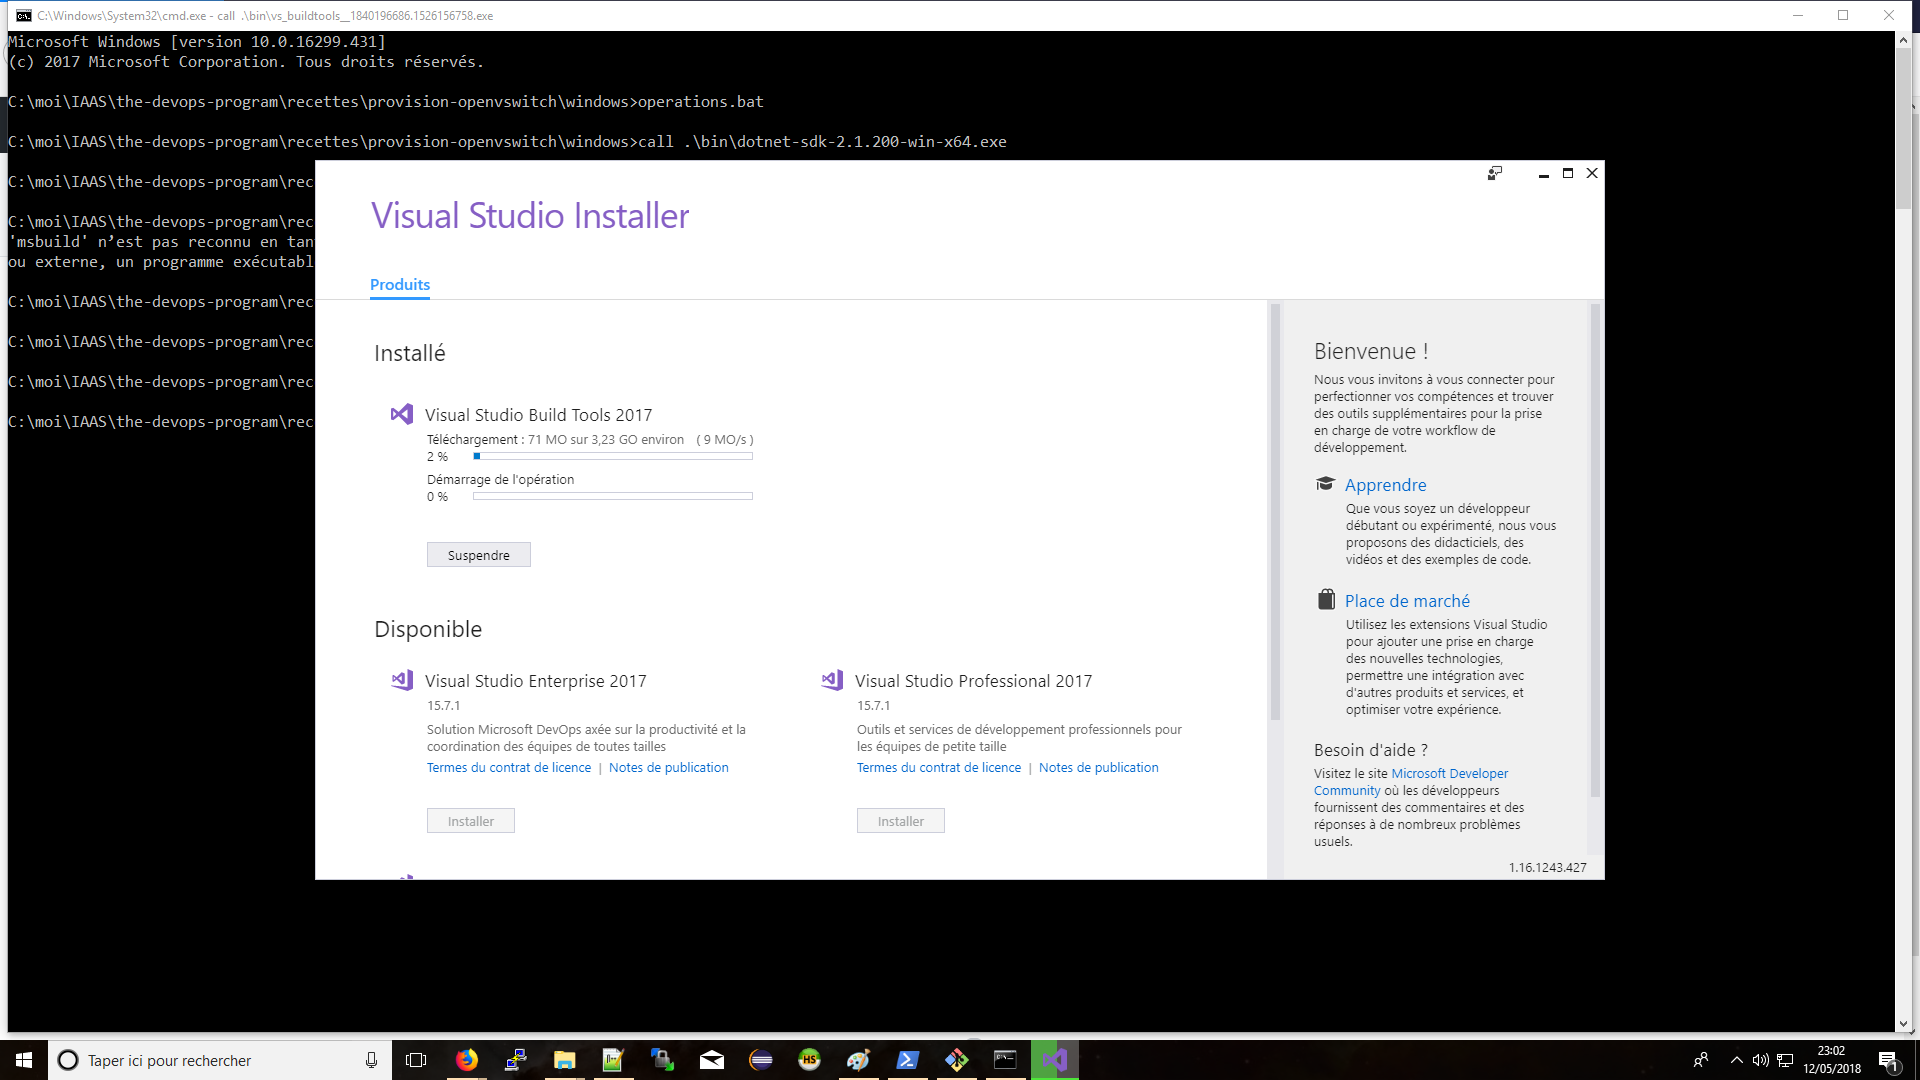 C:\Windows\System32\cmd.exe - call .\bin\vs_buildtools__1840196686.1526156758.exe
Microsoft Windows [version 10.0.16299.431]
(c) 2017 Microsoft Corporation. Tous droits réservés.
C:\moi\IAAS\the-devops-program\recettes\provision-openvswitch\windows>operations.bat
C:\moi\IAAS\the-devops-program\recettes\provision-openvswitch\windows>call .\bin\dotnet-sdk-2.1.200-win-x64.exe
C:\moi\IAAS\the-devops-program\rec
C:\moi\IAAS\the-devops-program\rec
'msbuild' n’est pas reconnu en tan
ou externe, un programme exécutabl
C:\moi\IAAS\the-devops-program\rec
C:\moi\IAAS\the-devops-program\rec
C:\moi\IAAS\the-devops-program\rec
C:\moi\IAAS\the-devops-program\rec
Visual Studio Installer
Produits
Installé
Visual Studio Build Tools 2017
Téléchargement : 71 MO sur 3,23 GO environ ( 9 MO/s )
2 %
Démarrage de l'opération
0 %
Suspendre
Disponible
Visual Studio Enterprise 2017
15.7.1
Solution Microsoft DevOps axée sur la productivité et la
coordination des équipes de toutes tailles
Termes du contrat de licence | Notes de publication
Installer
Visual Studio Professional 2017
15.7.1
Outils et services de développement professionnels pour
les équipes de petite taille
Termes du contrat de licence | Notes de publication
Installer
Bienvenue !
Nous vous invitons à vous connecter pour
perfectionner vos compétences et trouver
des outils supplémentaires pour la prise
en charge de votre workflow de
développement.
Apprendre
Que vous soyez un développeur
débutant ou expérimenté, nous vous
proposons des didacticiels, des
vidéos et des exemples de code.
Place de marché
Utilisez les extensions Visual Studio
pour ajouter une prise en charge
des nouvelles technologies,
permettre une intégration avec
d'autres produits et services, et
optimiser votre expérience.
Besoin d'aide ?
Visitez le site Microsoft Developer
Community où les développeurs
fournissent des commentaires et des
réponses à de nombreux problèmes
usuels.
1.16.1243.427
Taper ici pour rechercher
HS
23:02
12/05/2018
1